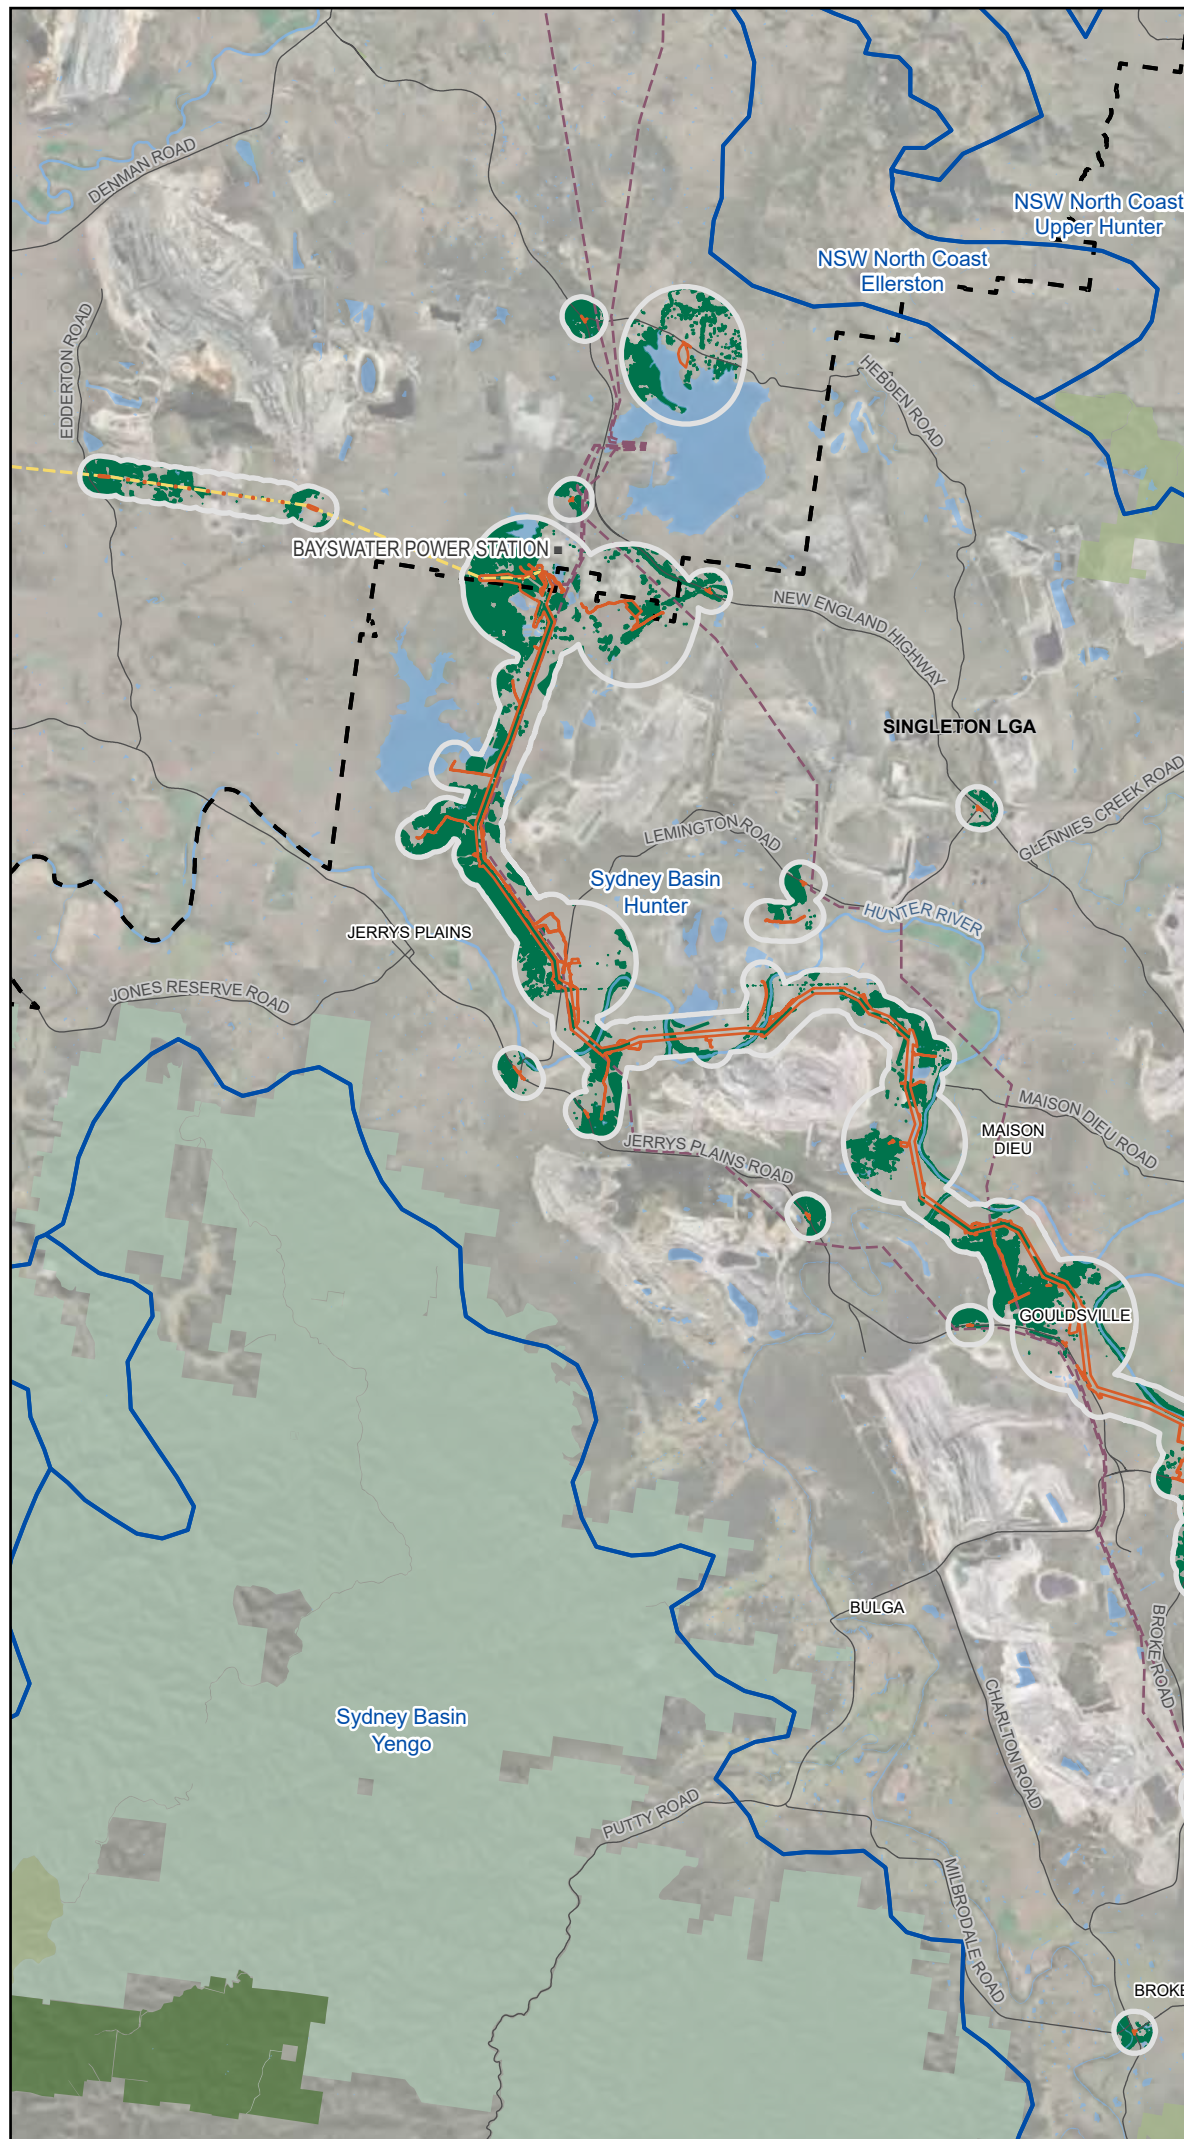 DENMAN ROAD
NSW North Coast
Upper Hunter
NSW North Coast
Ellerston
EDDERTON ROAD
HEBDEN ROAD
BAYSWATER POWER STATION
NEW ENGLAND HIGHWAY
SINGLETON LGA
GLENNIES CREEK ROAD
LEMINGTON ROAD
Sydney Basin
Hunter
HUNTER RIVER
JERRYS PLAINS
JONES RESERVE ROAD
MAISON DIEU ROAD
MAISON
DIEU
JERRYS PLAINS ROAD
GOULDSVILLE
BULGA
BROKE ROAD
CHARLTON ROAD
Sydney Basin
Yengo
PUTTY ROAD
MILBRODALE ROAD
BROKE